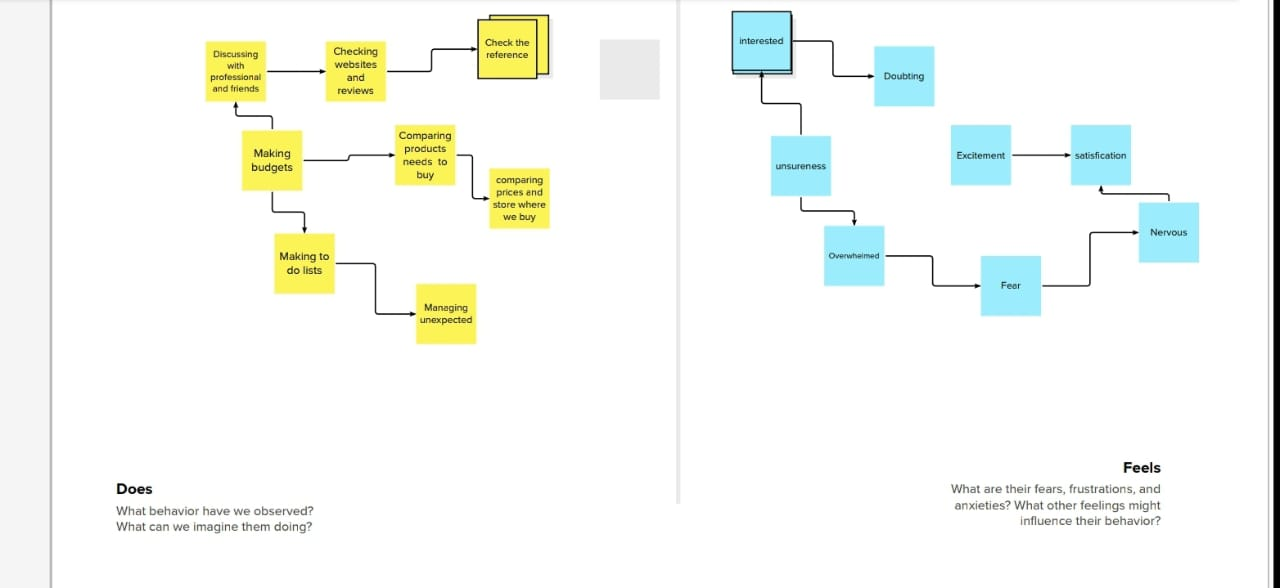 Discussing
with
professional
and friends
Checking
websites
and
reviews
Check the
reference
Making
budgets
Comparing
products
needs to
buy
comparing
prices and
store where
we buy
Making to
do lists
Managing
unexpected
Does
What behavior have we observed?
What can we imagine them doing?
interested
Doubting
unsureness
Excitement
satisfication
Nervous
Overwhelmed
Fear
Feels
What are their fears, frustrations, and
anxieties? What other feelings might
influence their behavior?